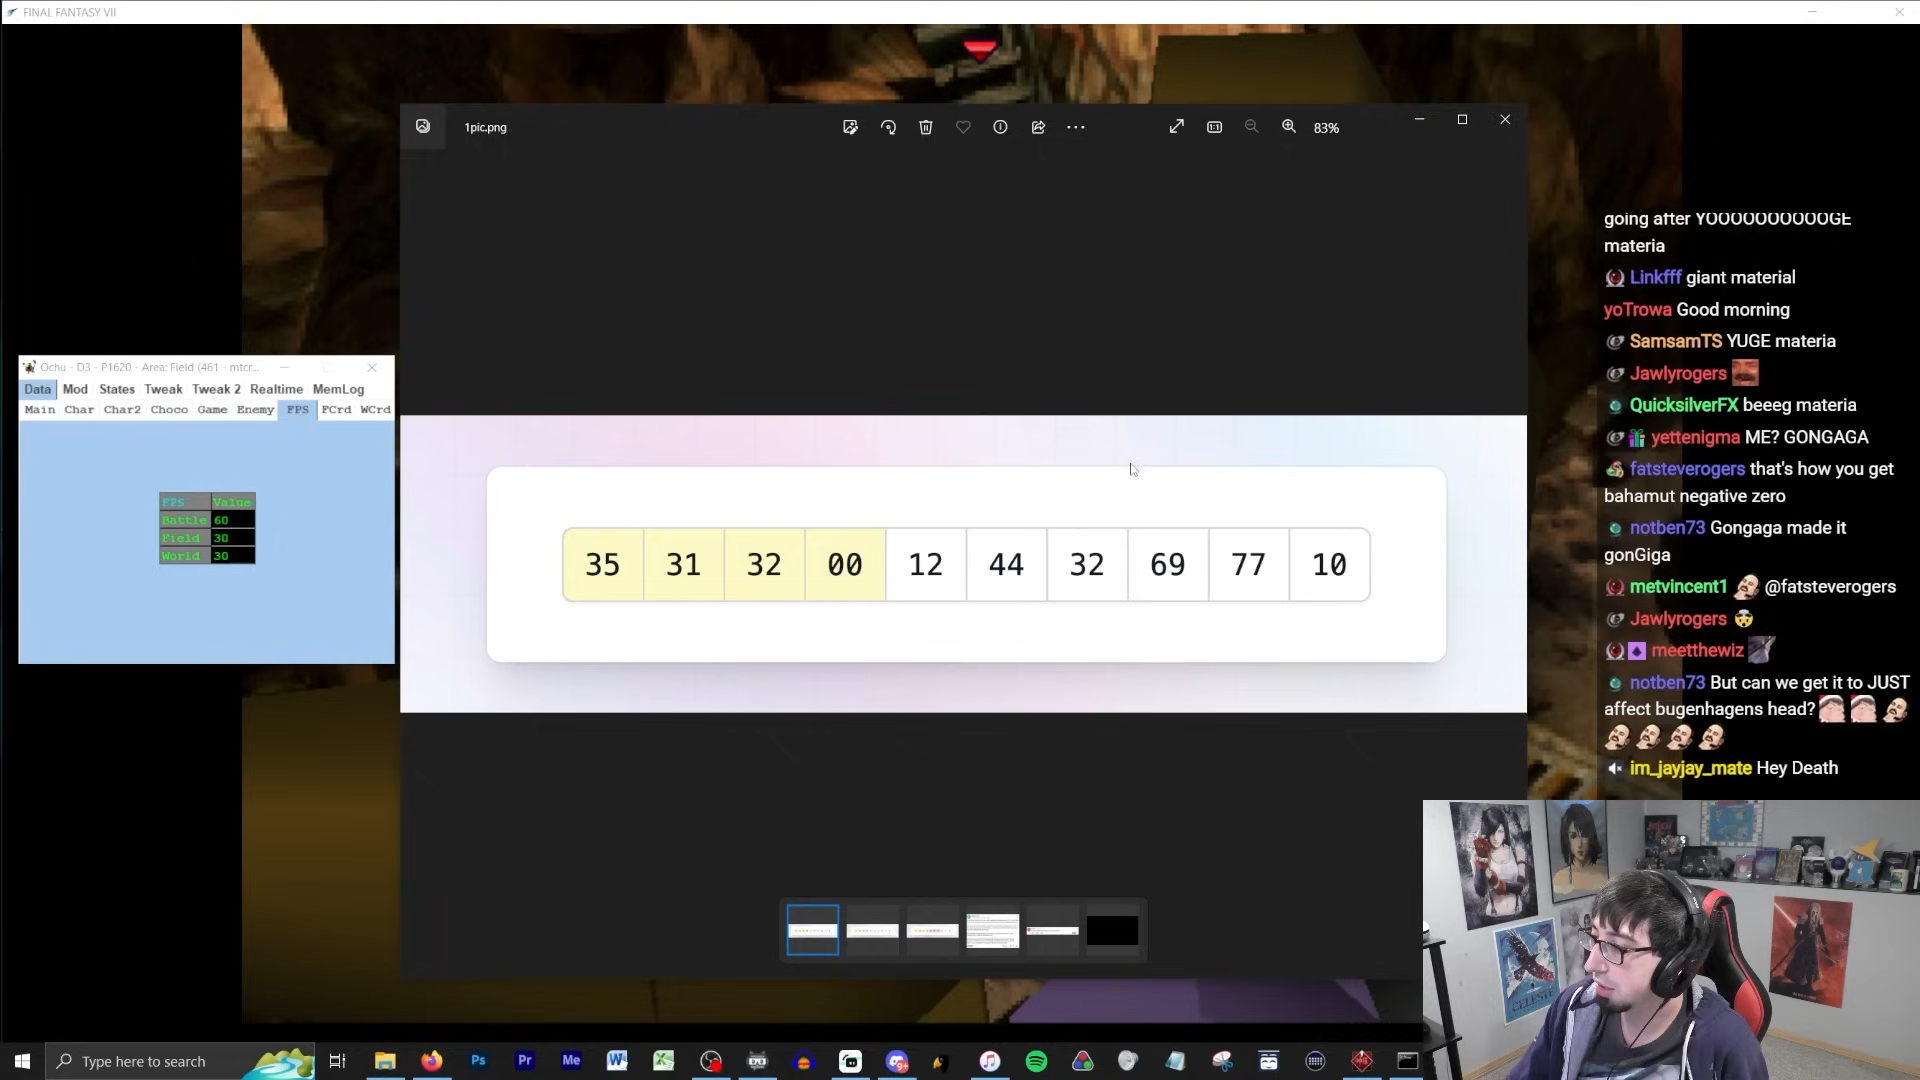 FINAL FANTASY VII
1pic.png
83%
going after YOOOOOOOOOOGE
materia
Linkfff giant material
yoTrowa Good morning
SamsamTS YUGE materia
Jawlyrogers
QuicksilverFX beeeg materia
yettenigma ME? GONGAGA
fatsteverogers that's how you get
bahamut negative zero
notben73 Gongaga made it
gonGiga
metvincent1 @fatsteverogers
Jawlyrogers
meetthewiz
notben73 But can we get it to JUST
affect bugenhagens head?
im_jayjay_mate Hey Death
Ochu - D3 - P1620 - Area: Field (461 - mtcr...
Data Mod States Tweak Tweak 2 Realtime MemLog
Main Char Char2 Choco Game Enemy FPS FCrd WCrd
FPS Value
Battle 60
Field 30
World 30
35 31 32 00 12 44 32 69 77 10
CELESTE
Type here to search
Ps Pr Me W X